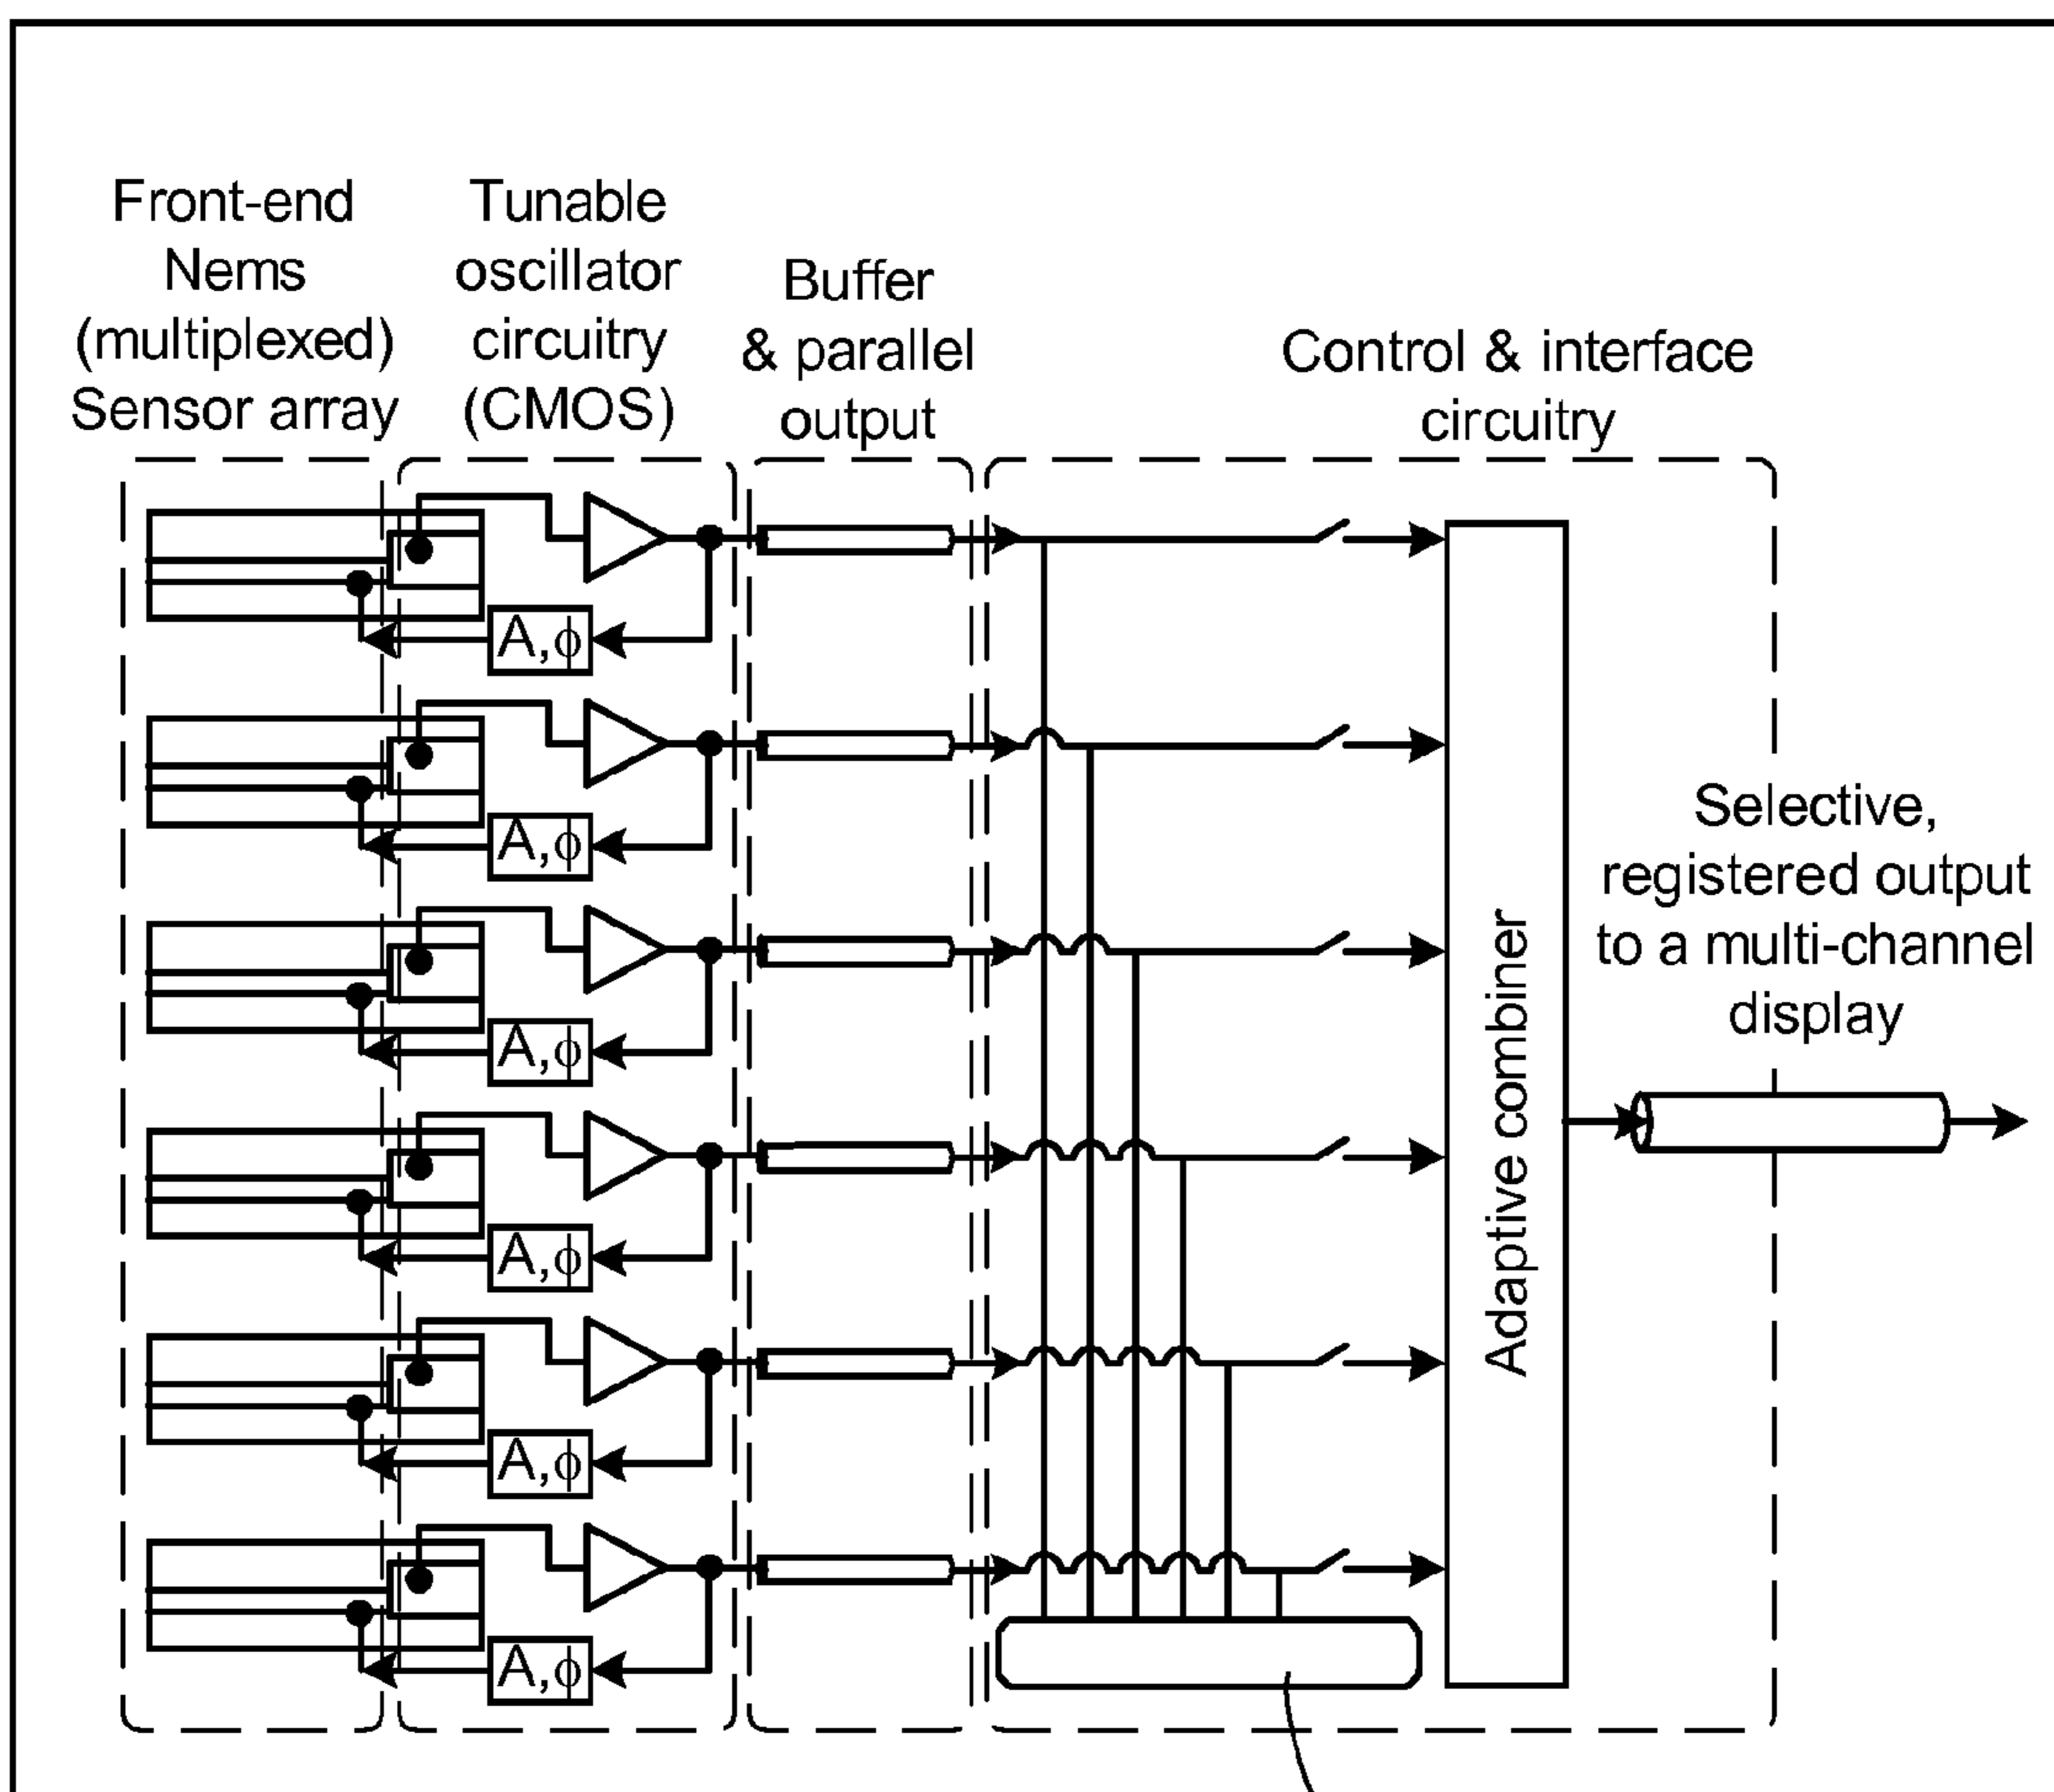 Front-end
Nems
(multiplexed)
Sensor array
Tunable
oscillator
circuitry
(CMOS)
Buffer
& parallel
output
Control & interface
circuitry
A,ϕ
A,ϕ
A,ϕ
A,ϕ
A,ϕ
A,ϕ
Adaptive combiner
Selective,
registered output
to a multi-channel
display